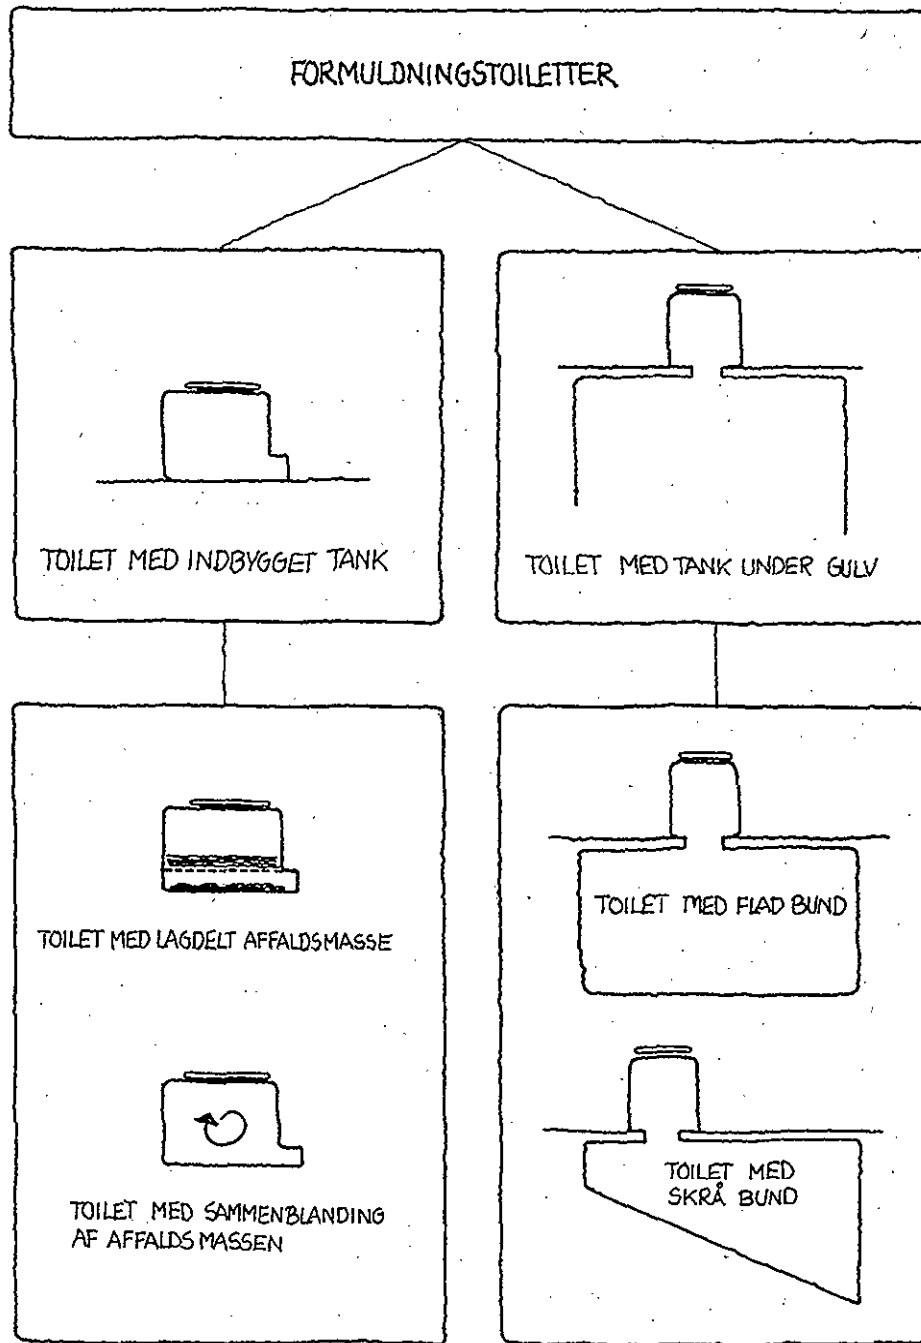 FORMULDNINGSTOILETTER
TOILET MED INDBYGGET TANK
TOILET MED TANK UNDER GULV
TOILET MED LAGDELT AFFALDSMASSE
TOILET MED SAMMENBLANDING
AF AFFALDS MASSEN
TOILET MED FLAD BUND
TOILET MED
SKRÅ BUND